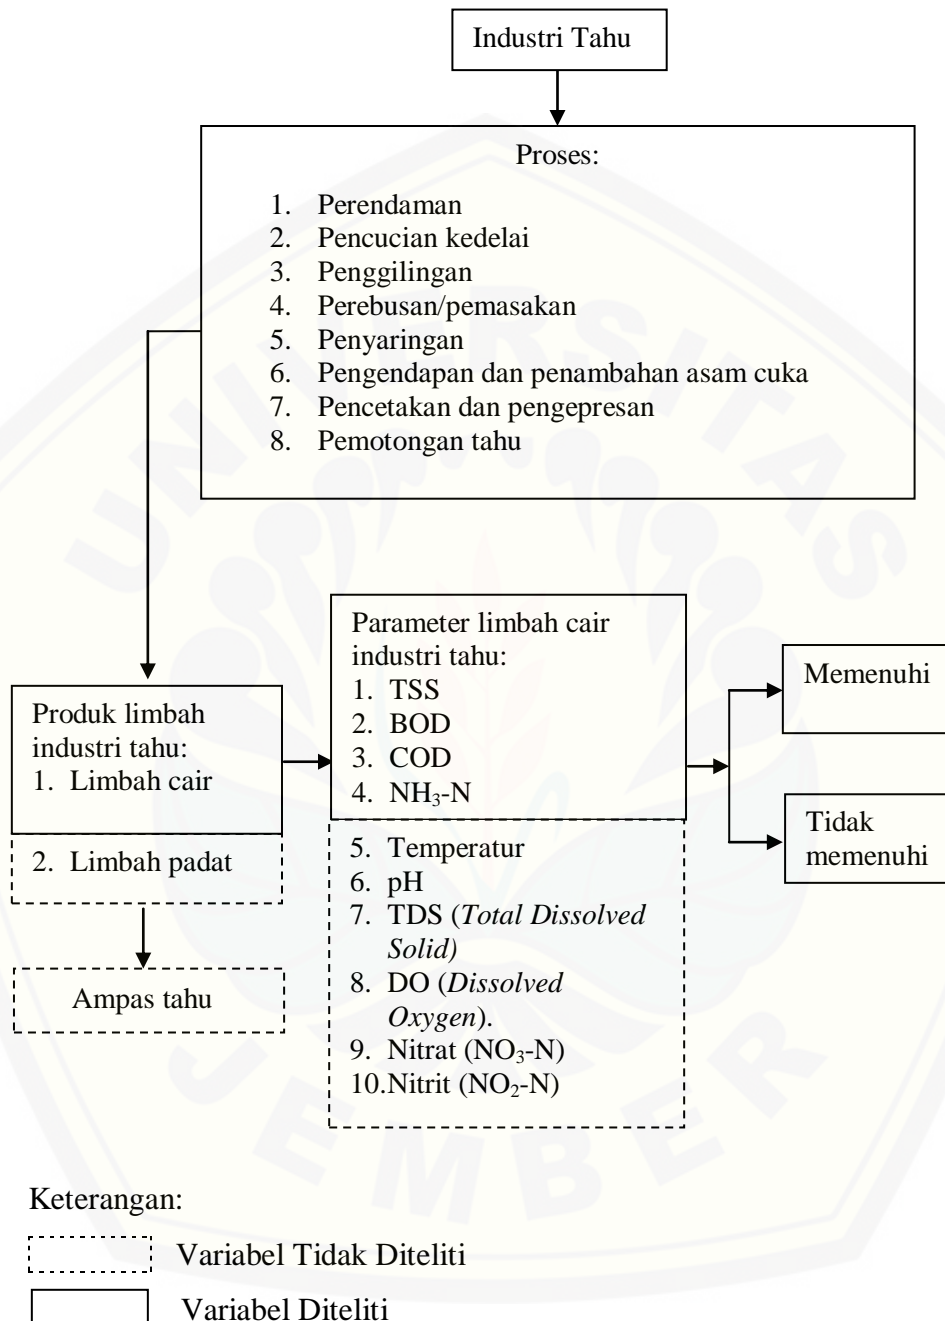 Industri Tahu
Proses:
1. Perendaman
2. Pencucian kedelai
3. Penggilingan
4. Perebusan/pemasakan
5. Penyaringan
6. Pengendapan dan penambahan asam cuka
7. Pencetakan dan pengepresan
8. Pemotongan tahu
Produk limbah
industri tahu:
1. Limbah cair
2. Limbah padat
Ampas tahu
Parameter limbah cair
industri tahu:
1. TSS
2. BOD
3. COD
4. NH₃-N
5. Temperatur
6. pH
7. TDS (Total Dissolved
Solid)
8. DO (Dissolved
Oxygen).
9. Nitrat (NO₃-N)
10.Nitrit (NO₂-N)
Memenuhi
Tidak
memenuhi
Keterangan:
Variabel Tidak Diteliti
Variabel Diteliti
UNIVERSITAS
JEMBER